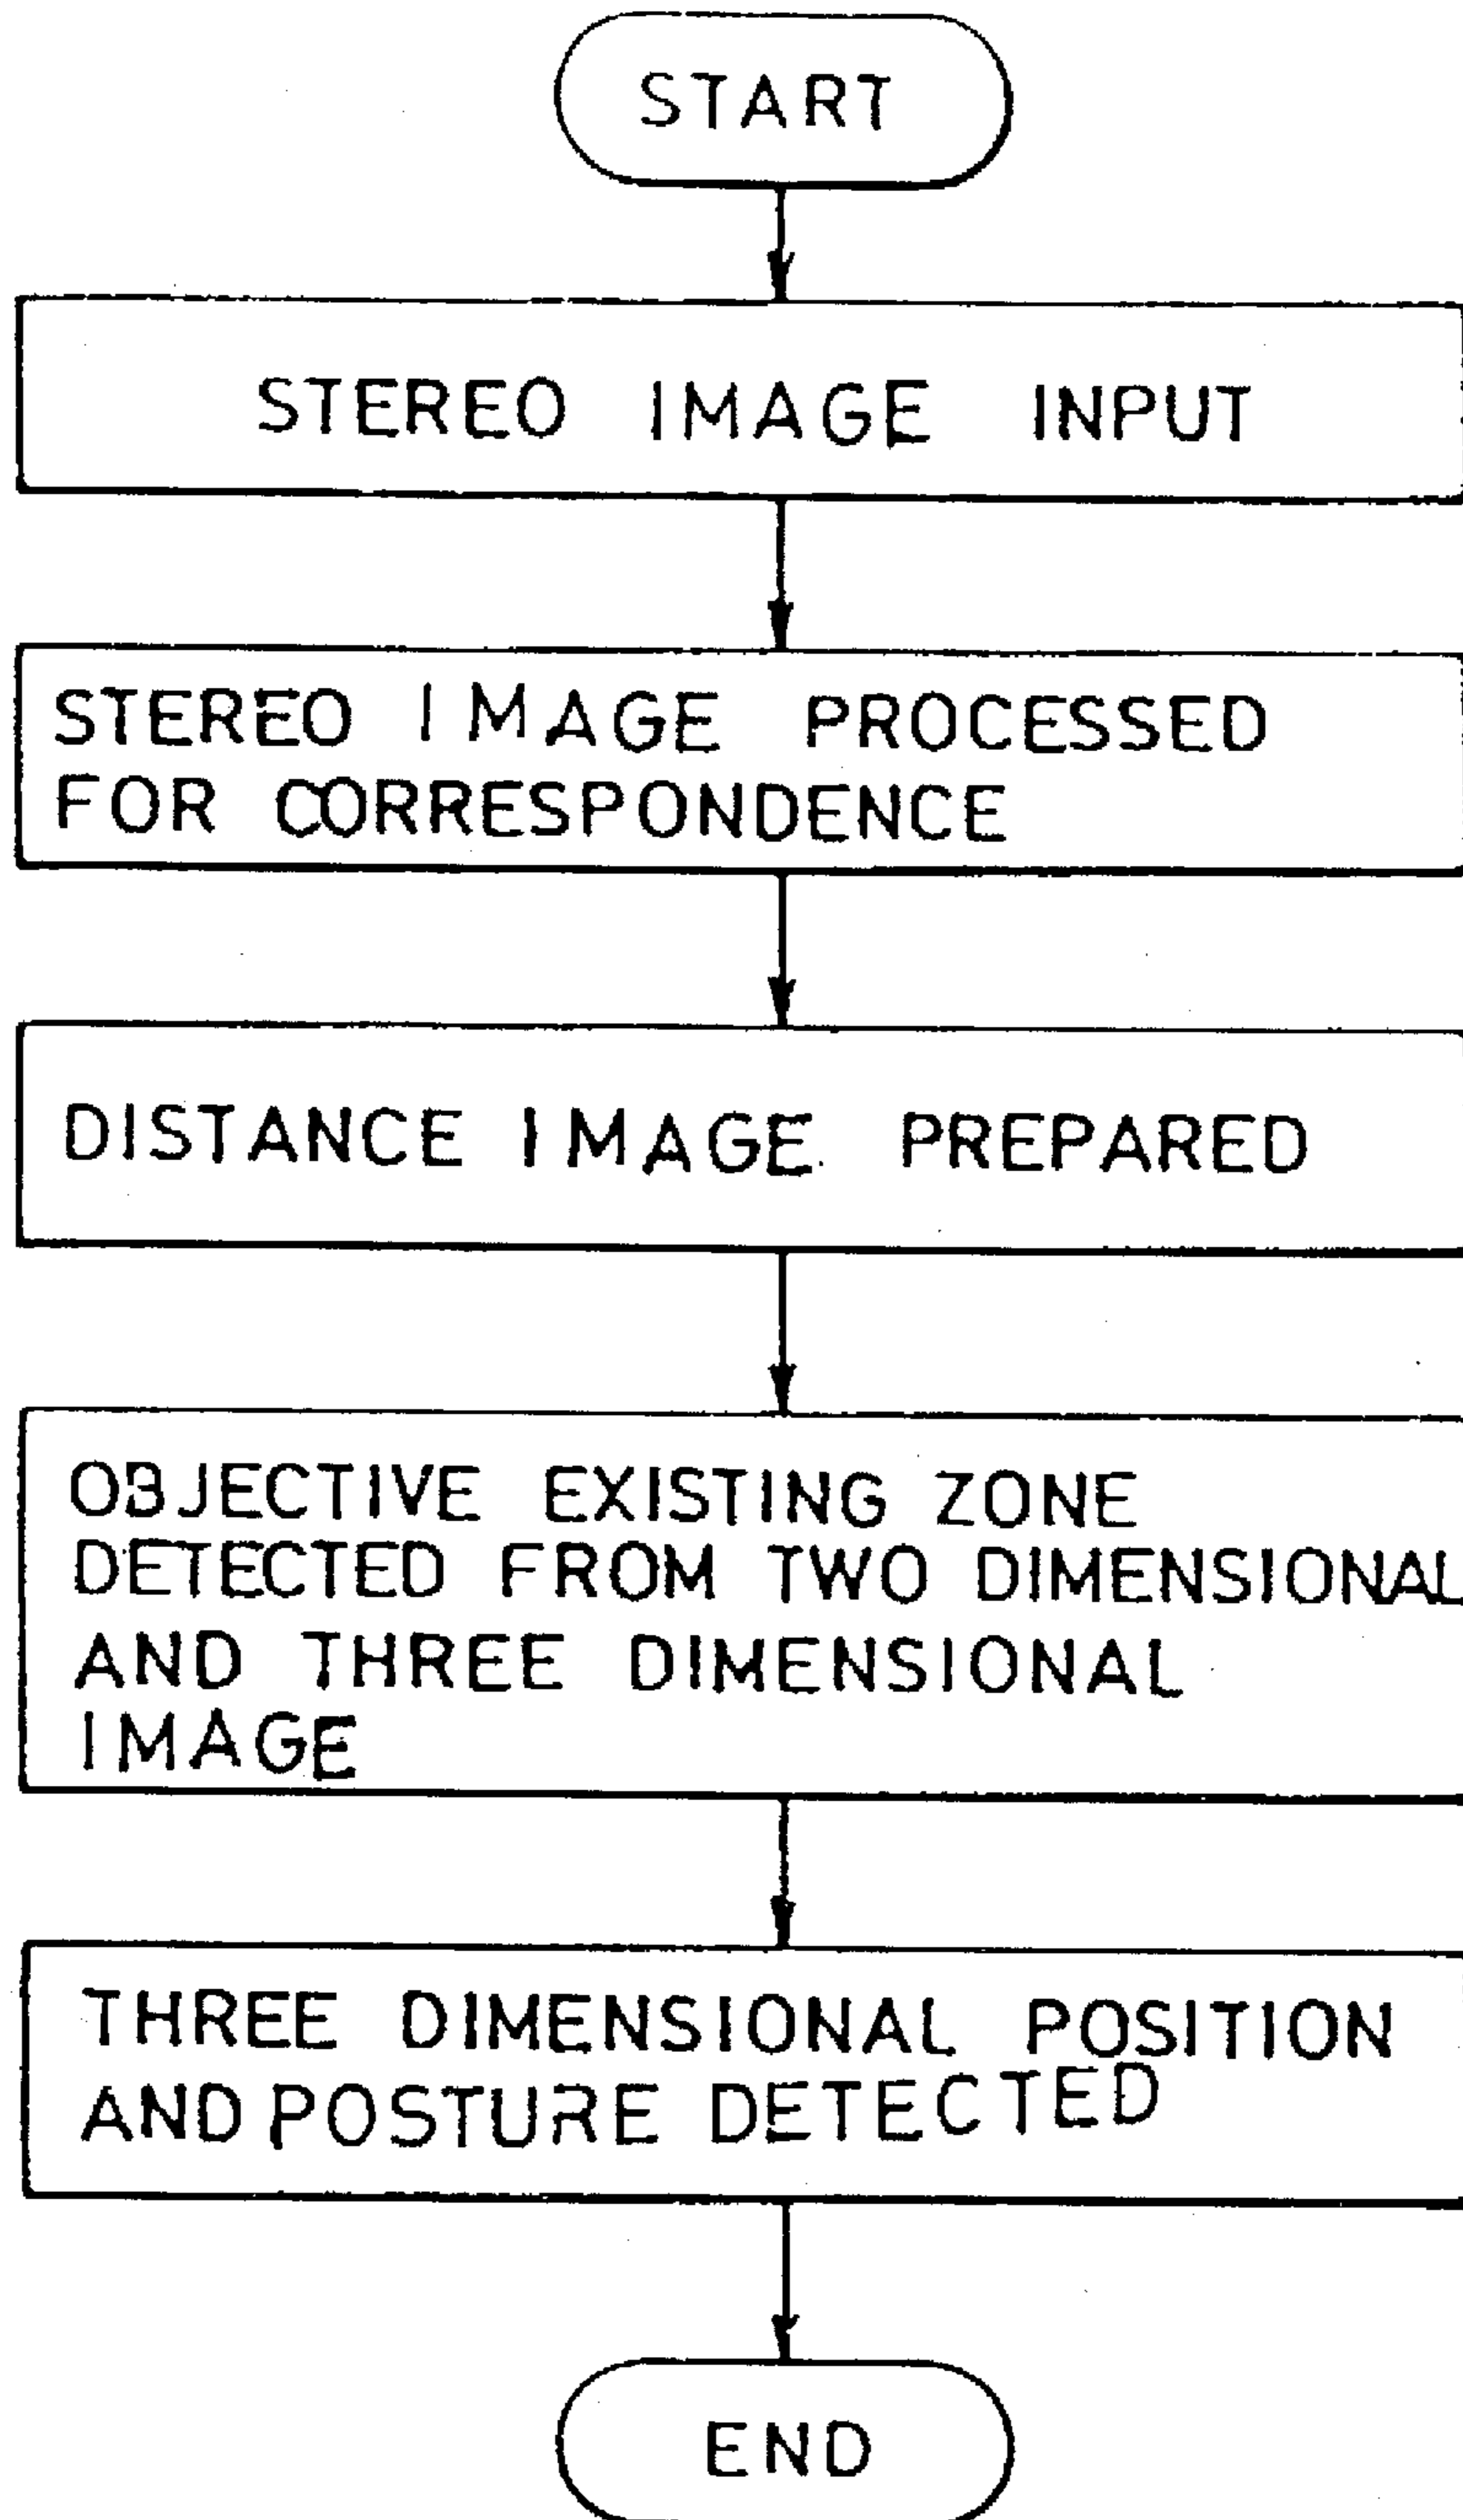 START
STEREO IMAGE INPUT
STEREO IMAGE PROCESSED
FOR CORRESPONDENCE
DISTANCE IMAGE. PREPARED
OBJECTIVE EXISTING ZONE
DETECTED FROM TWO DIMENSIONAL
AND THREE DIMENSIONAL
IMAGE
THREE DIMENSIONAL POSITION
AND POSTURE DETECTED
END